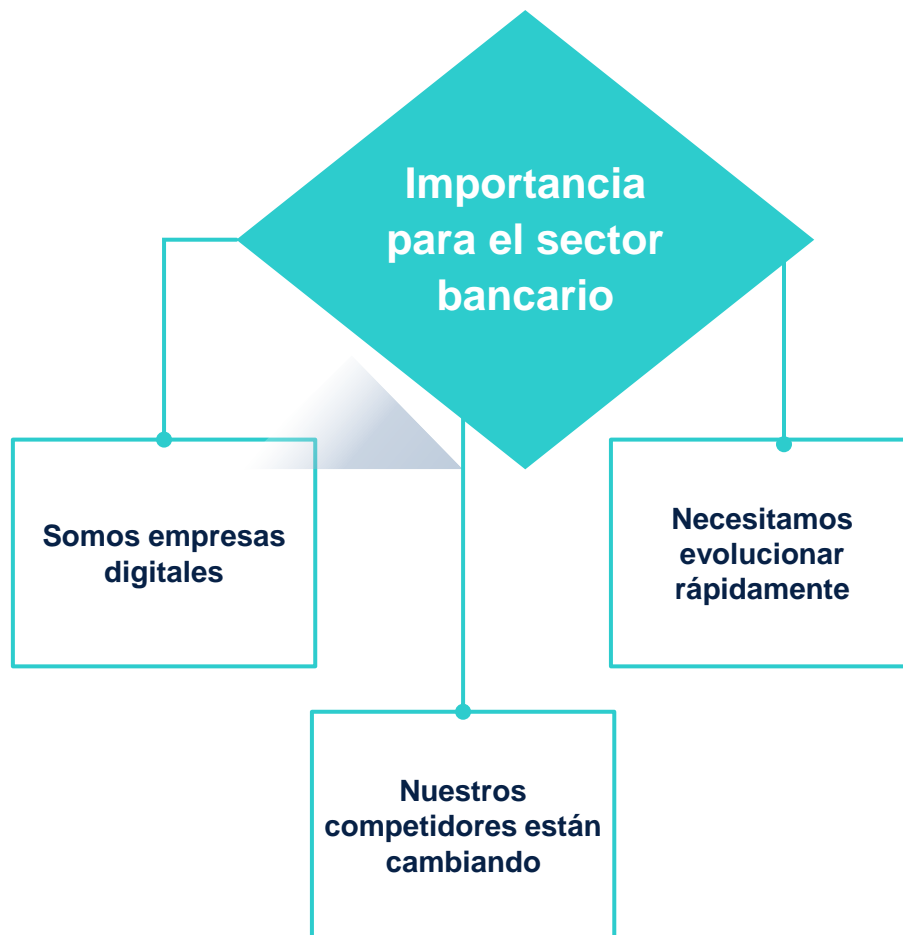 Importancia
para el sector
bancario
Somos empresas
digitales
Necesitamos
evolucionar
rápidamente
Nuestros
competidores están
cambiando